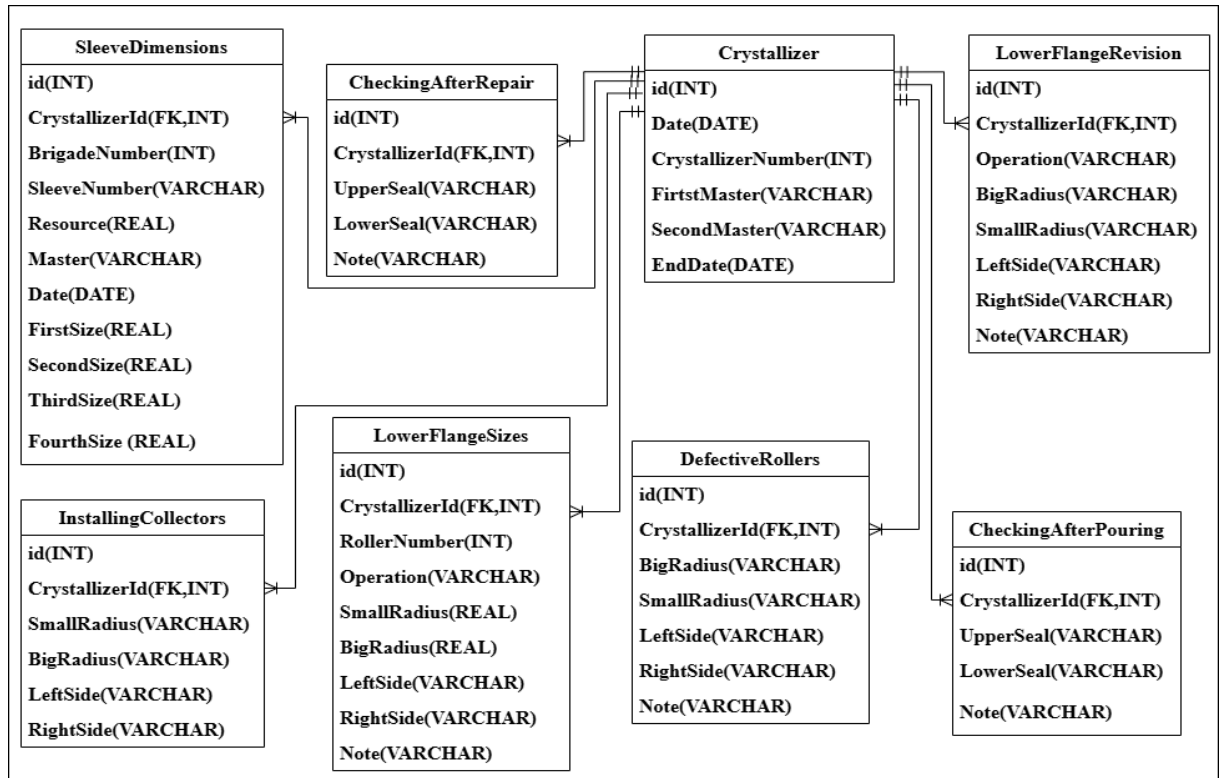 SleeveDimensions
id(INT)
CrystallizerId(FK,INT)
BrigadeNumber(INT)
SleeveNumber(VARCHAR)
Resource(REAL)
Master(VARCHAR)
Date(DATE)
FirstSize(REAL)
SecondSize(REAL)
ThirdSize(REAL)
FourthSize (REAL)
CheckingAfterRepair
id(INT)
CrystallizerId(FK,INT)
UpperSeal(VARCHAR)
LowerSeal(VARCHAR)
Note(VARCHAR)
Crystallizer
id(INT)
Date(DATE)
CrystallizerNumber(INT)
FirtstMaster(VARCHAR)
SecondMaster(VARCHAR)
EndDate(DATE)
LowerFlangeRevision
id(INT)
CrystallizerId(FK,INT)
Operation(VARCHAR)
BigRadius(VARCHAR)
SmallRadius(VARCHAR)
LeftSide(VARCHAR)
RightSide(VARCHAR)
Note(VARCHAR)
InstallingCollectors
id(INT)
CrystallizerId(FK,INT)
SmallRadius(VARCHAR)
BigRadius(VARCHAR)
LeftSide(VARCHAR)
RightSide(VARCHAR)
LowerFlangeSizes
id(INT)
CrystallizerId(FK,INT)
RollerNumber(INT)
Operation(VARCHAR)
SmallRadius(REAL)
BigRadius(REAL)
LeftSide(VARCHAR)
RightSide(VARCHAR)
Note(VARCHAR)
DefectiveRollers
id(INT)
CrystallizerId(FK,INT)
BigRadius(VARCHAR)
SmallRadius(VARCHAR)
LeftSide(VARCHAR)
RightSide(VARCHAR)
Note(VARCHAR)
CheckingAfterPouring
id(INT)
CrystallizerId(FK,INT)
UpperSeal(VARCHAR)
LowerSeal(VARCHAR)
Note(VARCHAR)